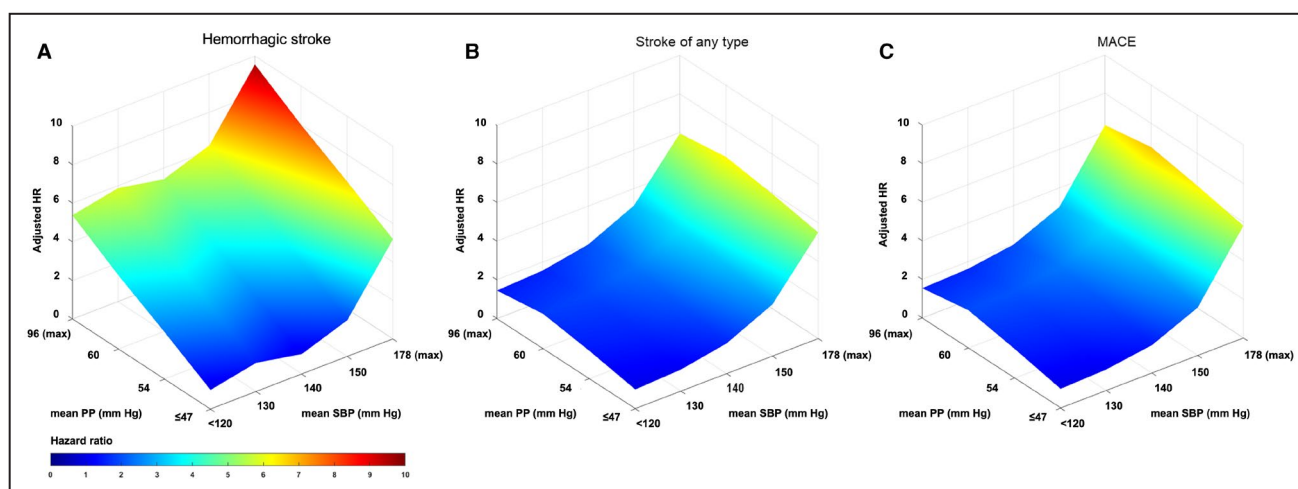 A
Hemorrhagic stroke
10
8
6
4
2
0
Adjusted HR
96 (max)
60
54
≤47
mean PP (mm Hg)
<120
130
140
150
178 (max)
mean SBP (mm Hg)
B
Stroke of any type
10
8
6
4
2
0
Adjusted HR
96 (max)
60
54
≤47
mean PP (mm Hg)
<120
130
140
150
178 (max)
mean SBP (mm Hg)
C
MACE
10
8
6
4
2
0
Adjusted HR
96 (max)
60
54
≤47
mean PP (mm Hg)
<120
130
140
150
178 (max)
mean SBP (mm Hg)
Hazard ratio
0 1 2 3 4 5 6 7 8 9 10